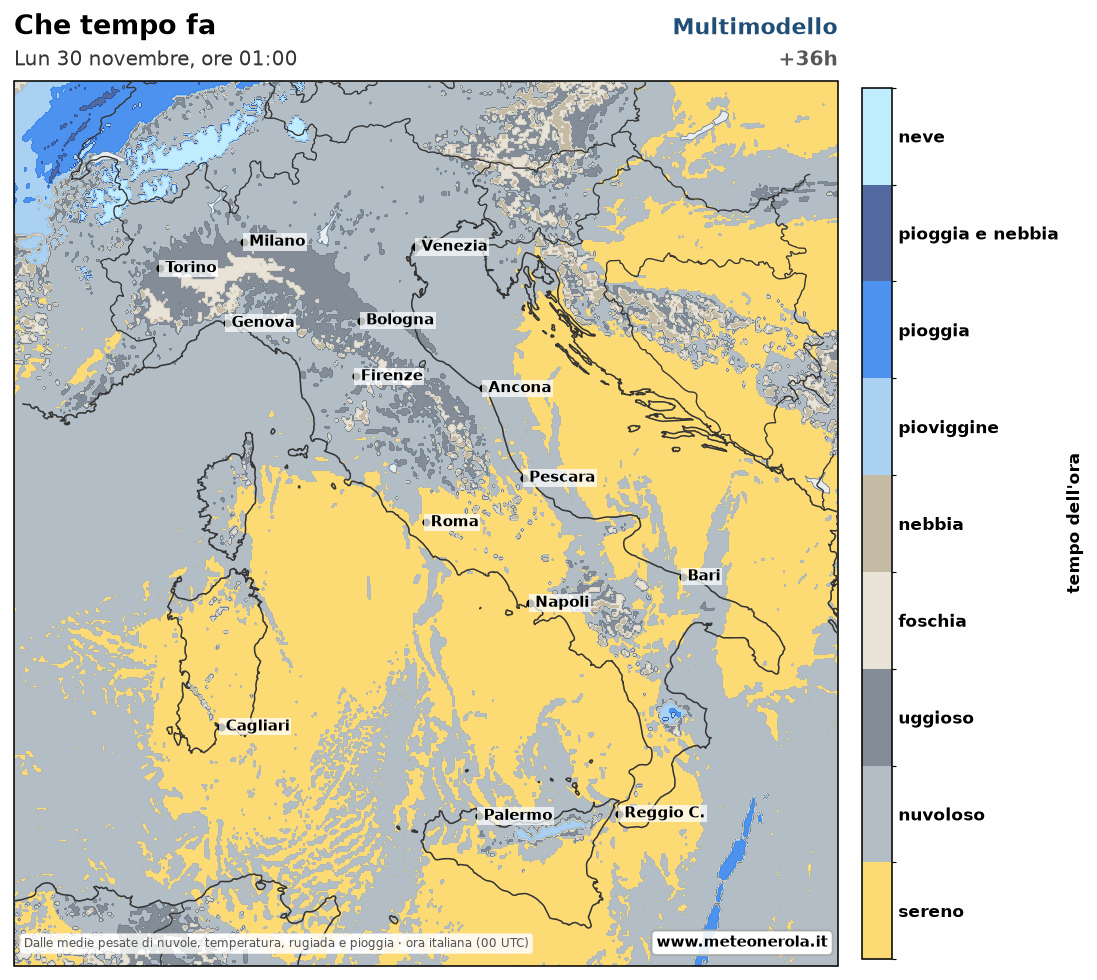 Che tempo fa
Multimodello
Lun 30 novembre, ore 01:00
+36h
Milano
Venezia
Torino
Genova
Bologna
Firenze
Ancona
Pescara
Roma
Bari
Napoli
Cagliari
Palermo
Reggio C.
Dalle medie pesate di nuvole, temperatura, rugiada e pioggia · ora italiana (00 UTC)
www.meteonerola.it
neve
pioggia e nebbia
pioggia
pioviggine
nebbia
foschia
uggioso
nuvoloso
sereno
tempo dell'ora